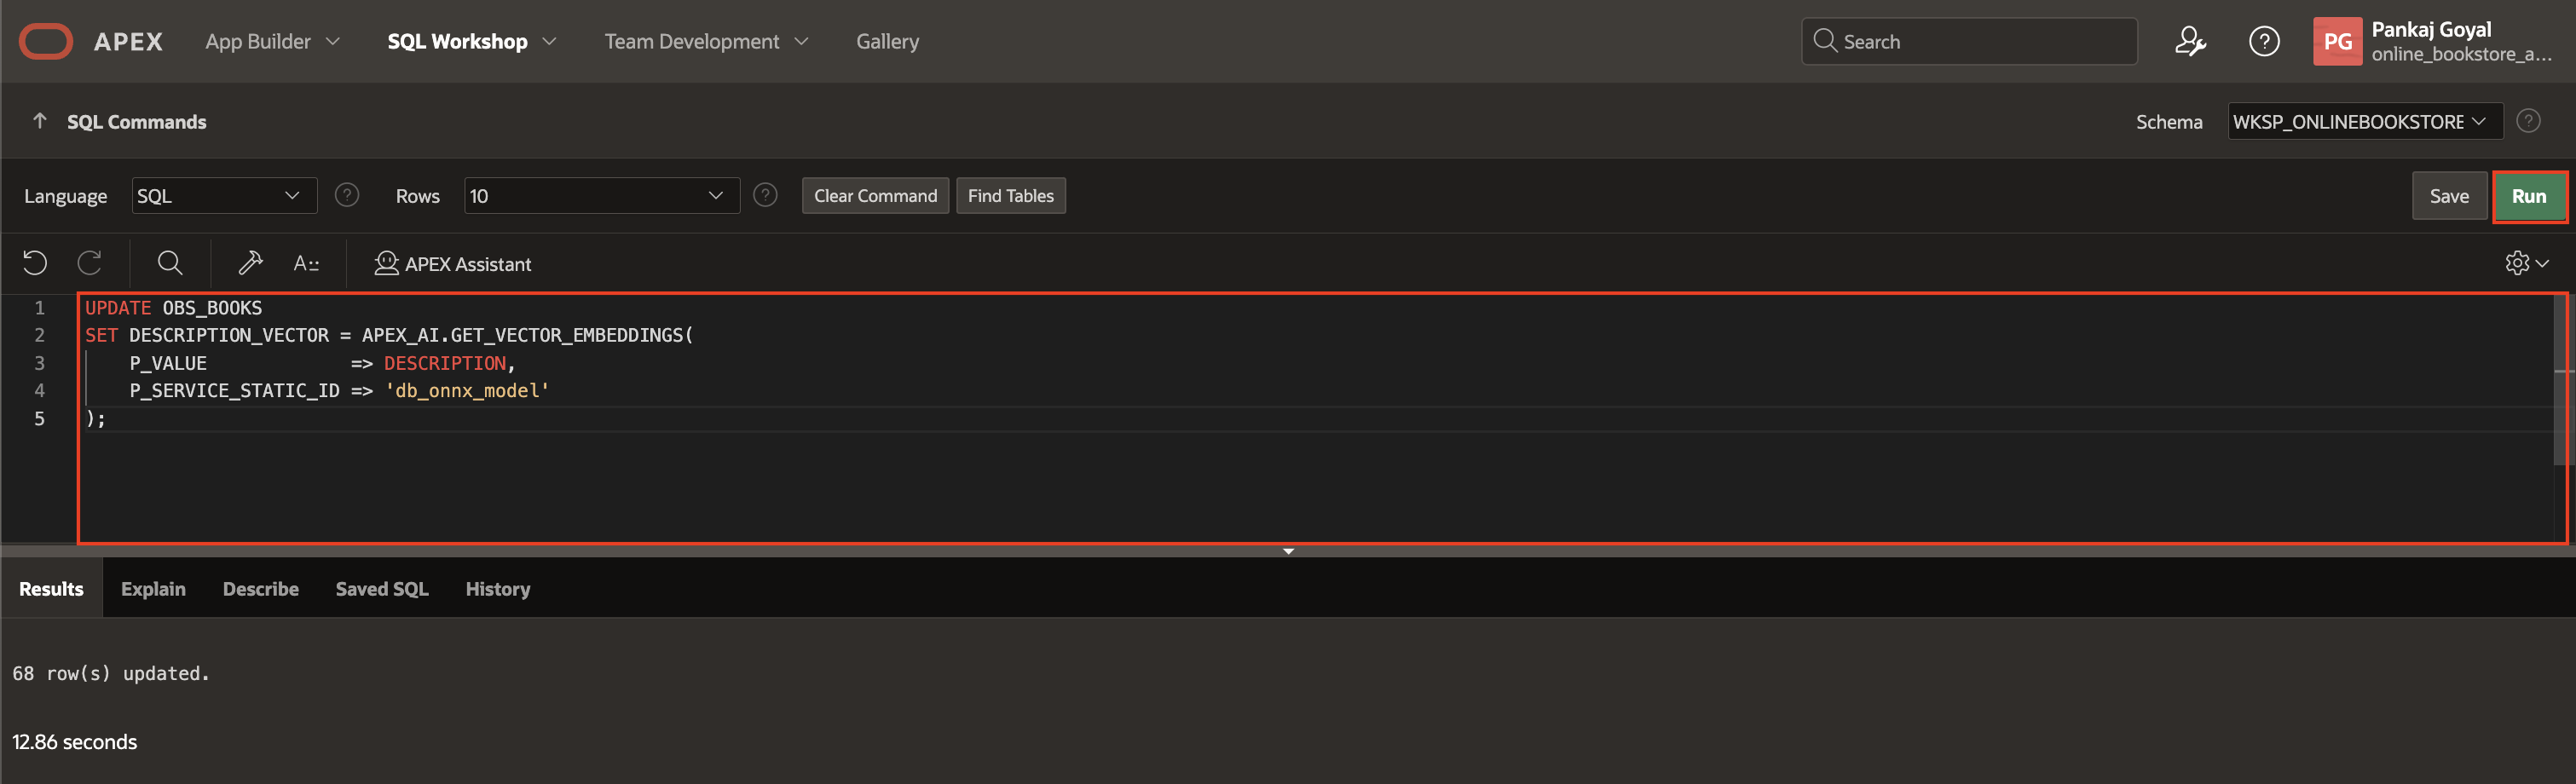 APEX App Builder SQL Workshop Team Development Gallery Search ? PG Pankaj Goyal
online_bookstore_a...
SQL Commands Schema WKSP_ONLINEBOOKSTORE ?
Language SQL ? Rows 10 ? Clear Command Find Tables Save Run
A:: APEX Assistant
1 UPDATE OBS_BOOKS
2 SET DESCRIPTION_VECTOR = APEX_AI.GET_VECTOR_EMBEDDINGS(
3 P_VALUE => DESCRIPTION,
4 P_SERVICE_STATIC_ID => 'db_onnx_model'
5 );
Results Explain Describe Saved SQL History
68 row(s) updated.
12.86 seconds